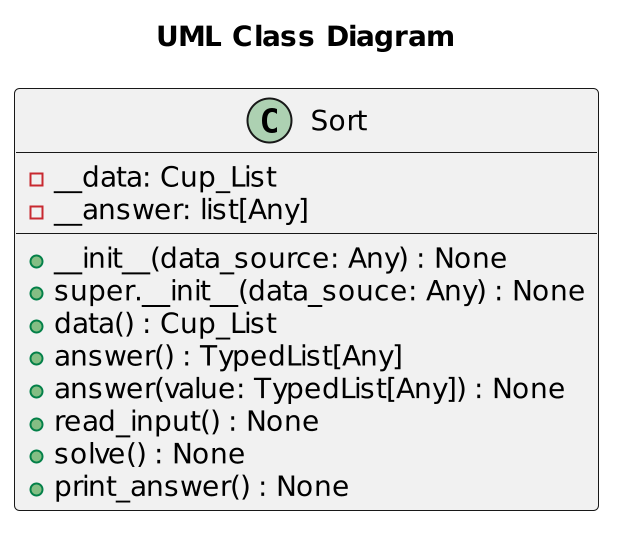 UML Class Diagram
C Sort
__data: Cup_List
__answer: list[Any]
__init__(data_source: Any) : None
super.__init__(data_souce: Any) : None
data() : Cup_List
answer() : TypedList[Any]
answer(value: TypedList[Any]) : None
read_input() : None
solve() : None
print_answer() : None